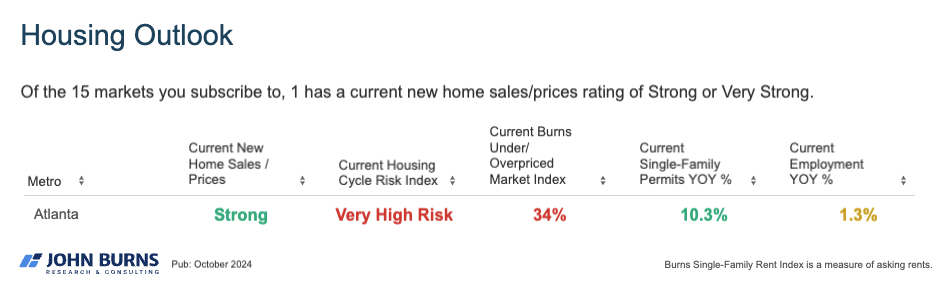 Housing Outlook
Of the 15 markets you subscribe to, 1 has a current new home sales/prices rating of Strong or Very Strong.
Metro
Current New
Home Sales /
Prices
Current Housing
Cycle Risk Index
Current Burns
Under/
Overpriced
Market Index
Current
Single-Family
Permits YOY %
Current
Employment
YOY %
Atlanta Strong Very High Risk 34% 10.3% 1.3%
JOHN BURNS
RESEARCH & CONSULTING
Pub: October 2024
Burns Single-Family Rent Index is a measure of asking rents.